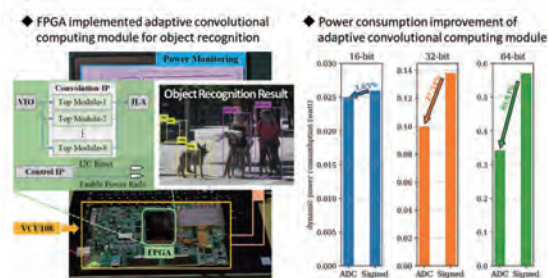 ◆ FPGA implemented adaptive convolutional
computing module for object recognition
Power Monitoring
Convolution IP
VIO
Top Module-1
Top Module-2
Top Module-8
ILA
Object Recognition Result
I2C Reset
Control IP
Enable Power Rails
VCU108
FPGA
◆ Power consumption improvement of
adaptive convolutional computing module
16-bit
32-bit
64-bit
dynamic power consumption (watt)
0.030
0.025
0.020
0.015
0.010
0.005
0.000
ADC Signed
0.14
0.12
0.10
0.08
0.06
0.04
0.02
0.00
ADC Signed
0.6
0.5
0.4
0.3
0.2
0.1
0.0
ADC Signed